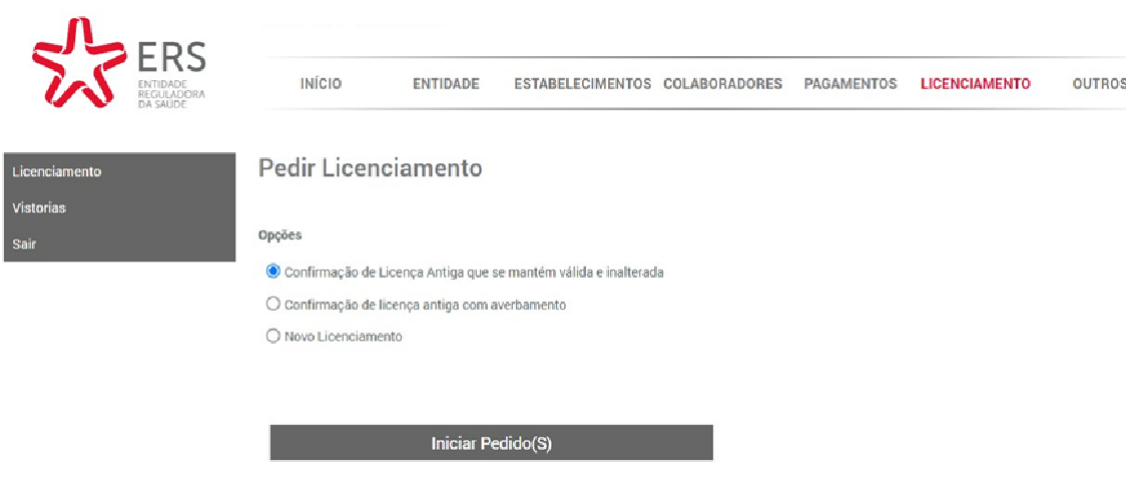 ERS
ENTIDADE
REGULADORA
DA SAÚDE
INÍCIO ENTIDADE ESTABELECIMENTOS COLABORADORES PAGAMENTOS LICENCIAMENTO OUTROS
Licenciamento
Vistorias
Sair
Pedir Licenciamento
Opções
Confirmação de Licença Antiga que se mantém válida e inalterada
Confirmação de licença antiga com averbamento
Novo Licenciamento
Iniciar Pedido(S)